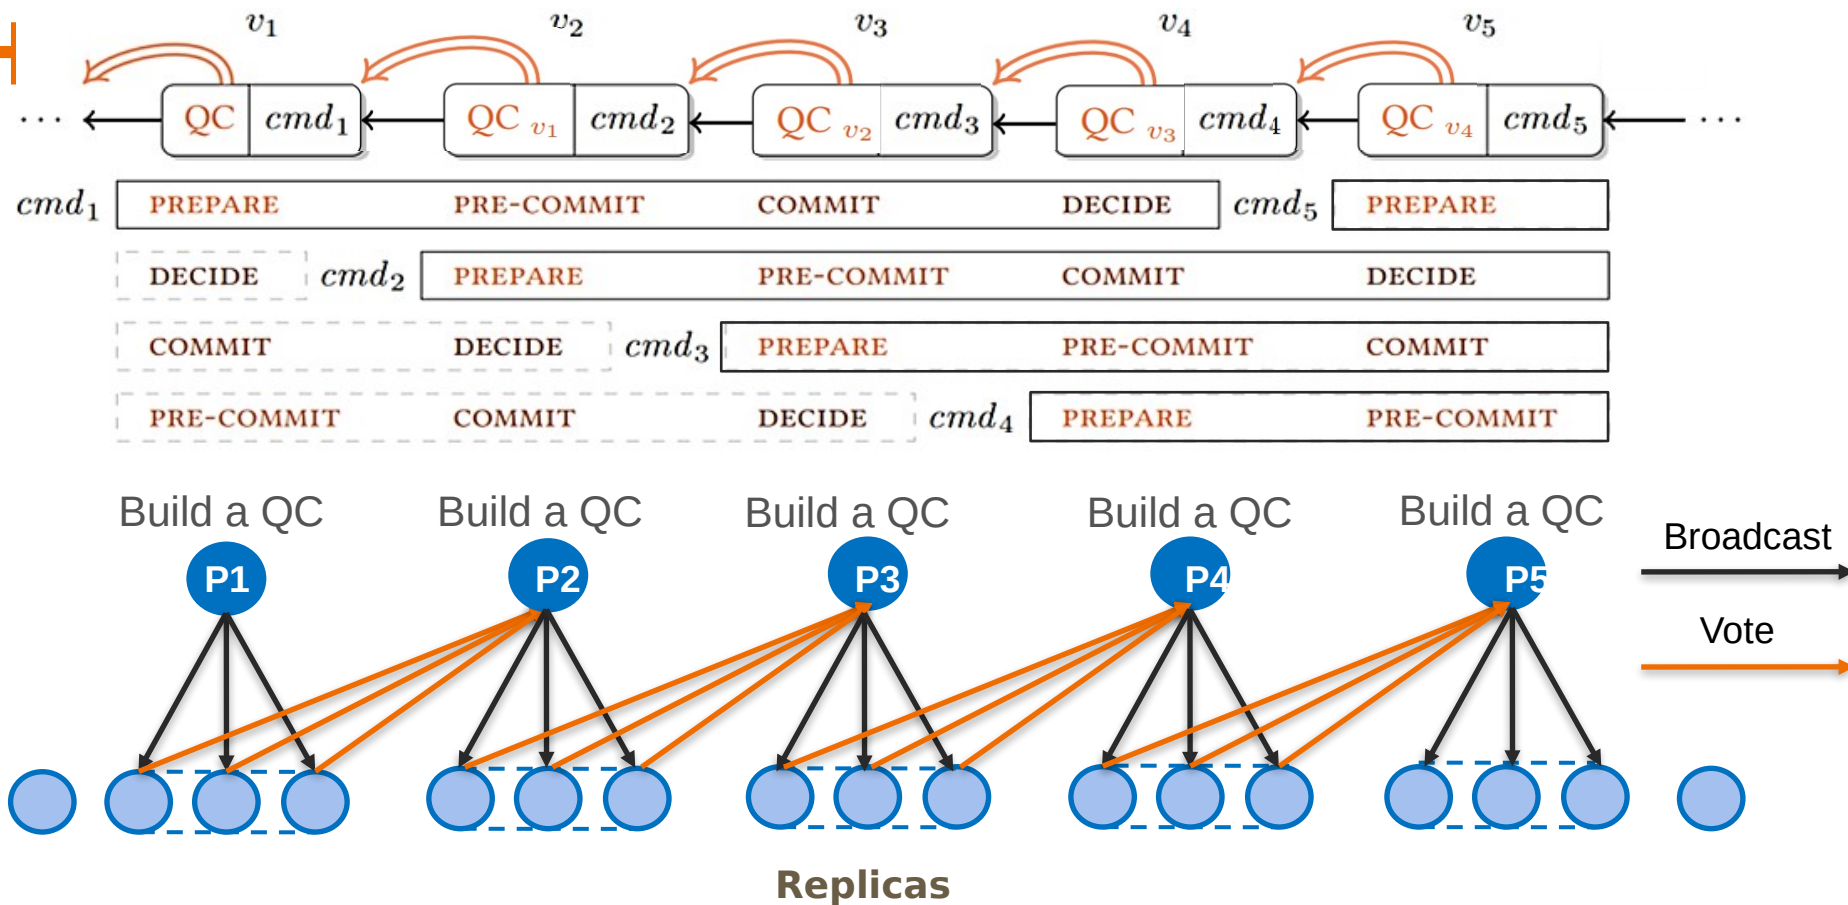 v₁ v₂ v₃ v₄ v₅
··· QC cmd₁ QC v₁ cmd₂ QC v₂ cmd₃ QC v₃ cmd₄ QC v₄ cmd₅ ···
cmd₁ PREPARE PRE-COMMIT COMMIT DECIDE cmd₅ PREPARE
DECIDE cmd₂ PREPARE PRE-COMMIT COMMIT DECIDE
COMMIT DECIDE cmd₃ PREPARE PRE-COMMIT COMMIT
PRE-COMMIT COMMIT DECIDE cmd₄ PREPARE PRE-COMMIT
Build a QC Build a QC Build a QC Build a QC Build a QC
Broadcast
P1 P2 P3 P4 P5
Vote
Replicas